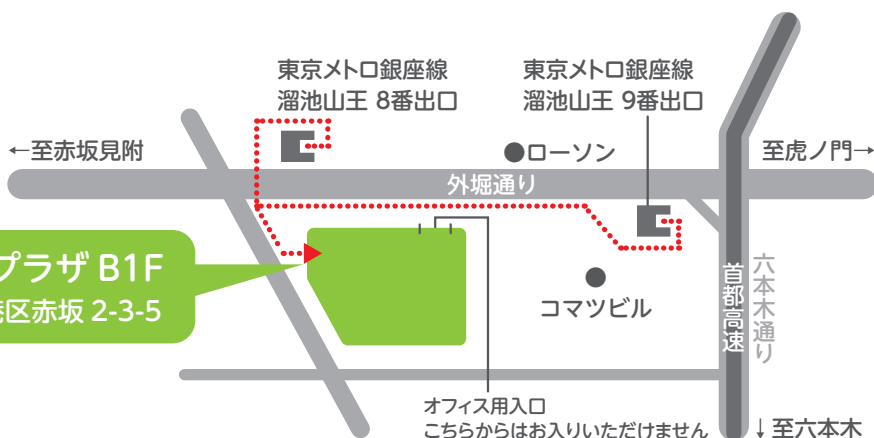 東京メトロ銀座線
溜池山王 8番出口
東京メトロ銀座線
溜池山王 9番出口
←至赤坂見附
●ローソン
至虎ノ門→
外堀通り
プラザ B1F
区赤坂 2-3-5
コマツビル
首都高速
六本木通り
オフィス用入口
こちらからはお入りいただけません
↓至六本木